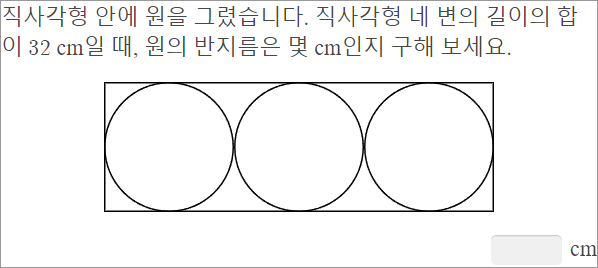 직사각형 안에 원을 그렸습니다. 직사각형 네 변의 길이의 합
이 32 cm일 때, 원의 반지름은 몇 cm인지 구해 보세요.
cm